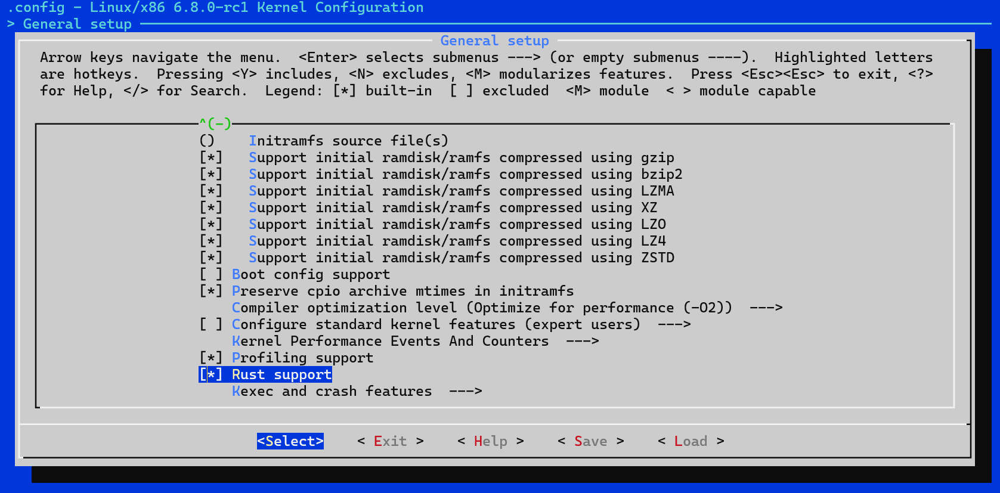 .config - Linux/x86 6.8.0-rc1 Kernel Configuration
> General setup
General setup
Arrow keys navigate the menu.  <Enter> selects submenus ---> (or empty submenus ----).  Highlighted letters
are hotkeys.  Pressing <Y> includes, <N> excludes, <M> modularizes features.  Press <Esc><Esc> to exit, <?>
for Help, </> for Search.  Legend: [*] built-in  [ ] excluded  <M> module  < > module capable
^(-)
()    Initramfs source file(s)
[*]   Support initial ramdisk/ramfs compressed using gzip
[*]   Support initial ramdisk/ramfs compressed using bzip2
[*]   Support initial ramdisk/ramfs compressed using LZMA
[*]   Support initial ramdisk/ramfs compressed using XZ
[*]   Support initial ramdisk/ramfs compressed using LZO
[*]   Support initial ramdisk/ramfs compressed using LZ4
[*]   Support initial ramdisk/ramfs compressed using ZSTD
[ ] Boot config support
[*] Preserve cpio archive mtimes in initramfs
    Compiler optimization level (Optimize for performance (-O2))  --->
[ ] Configure standard kernel features (expert users)  --->
    Kernel Performance Events And Counters  --->
[*] Profiling support
[*] Rust support
    Kexec and crash features  --->
<Select>    < Exit >    < Help >    < Save >    < Load >